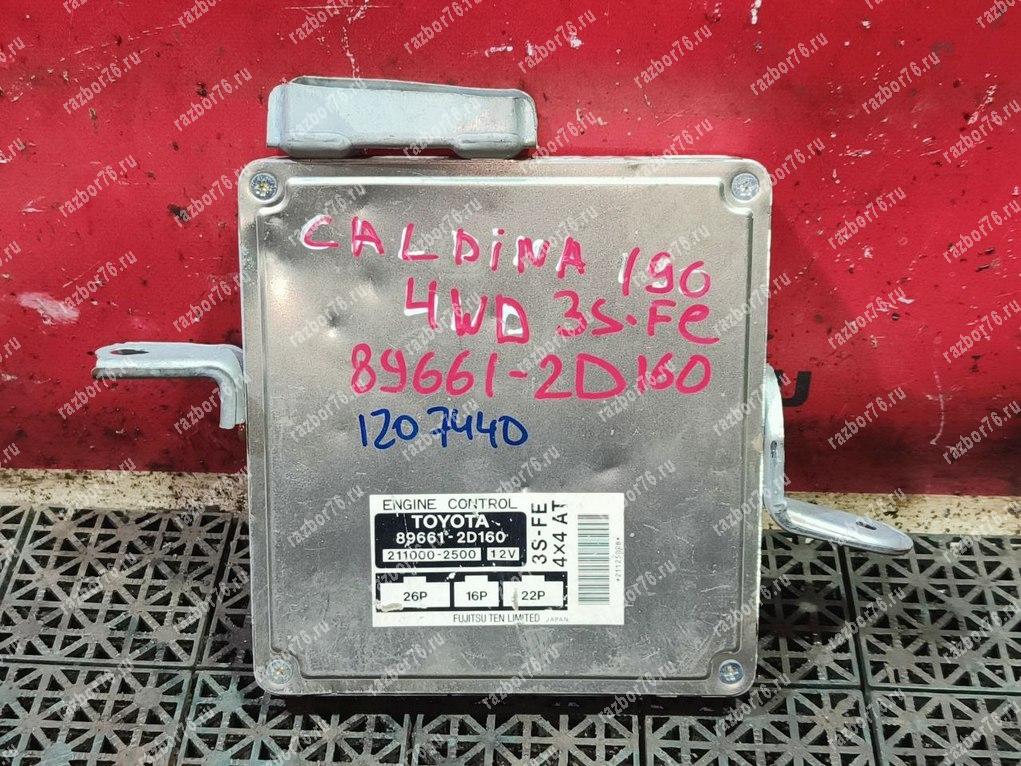 CALDINA 190
4WD 3S-Fe
89661-2D160
1207440
ENGINE CONTROL
TOYOTA
89661-2D160
211000-2500 12V
3S-FE
4X4 AT
26P 16P 22P
FUJITSU TEN LIMITED JAPAN
razbor76.ru